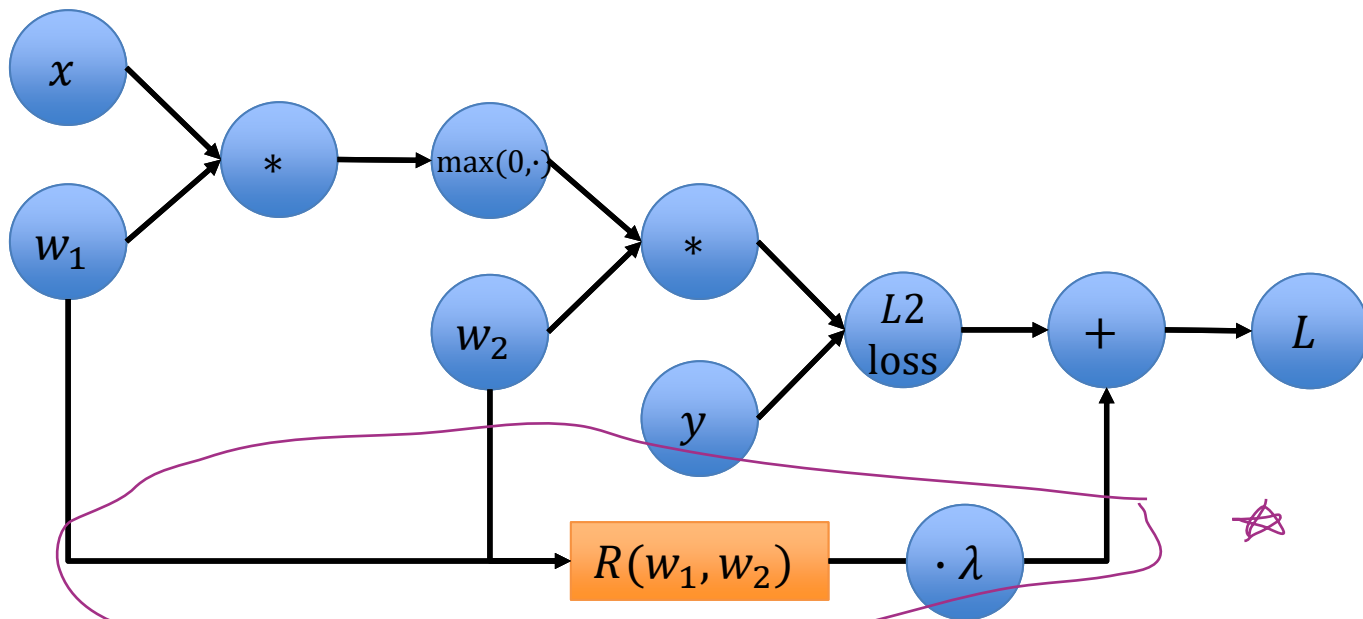 x
*
max(0,·)
w₁
*
w₂
L2
loss
+
L
y
R(w₁, w₂)
· λ